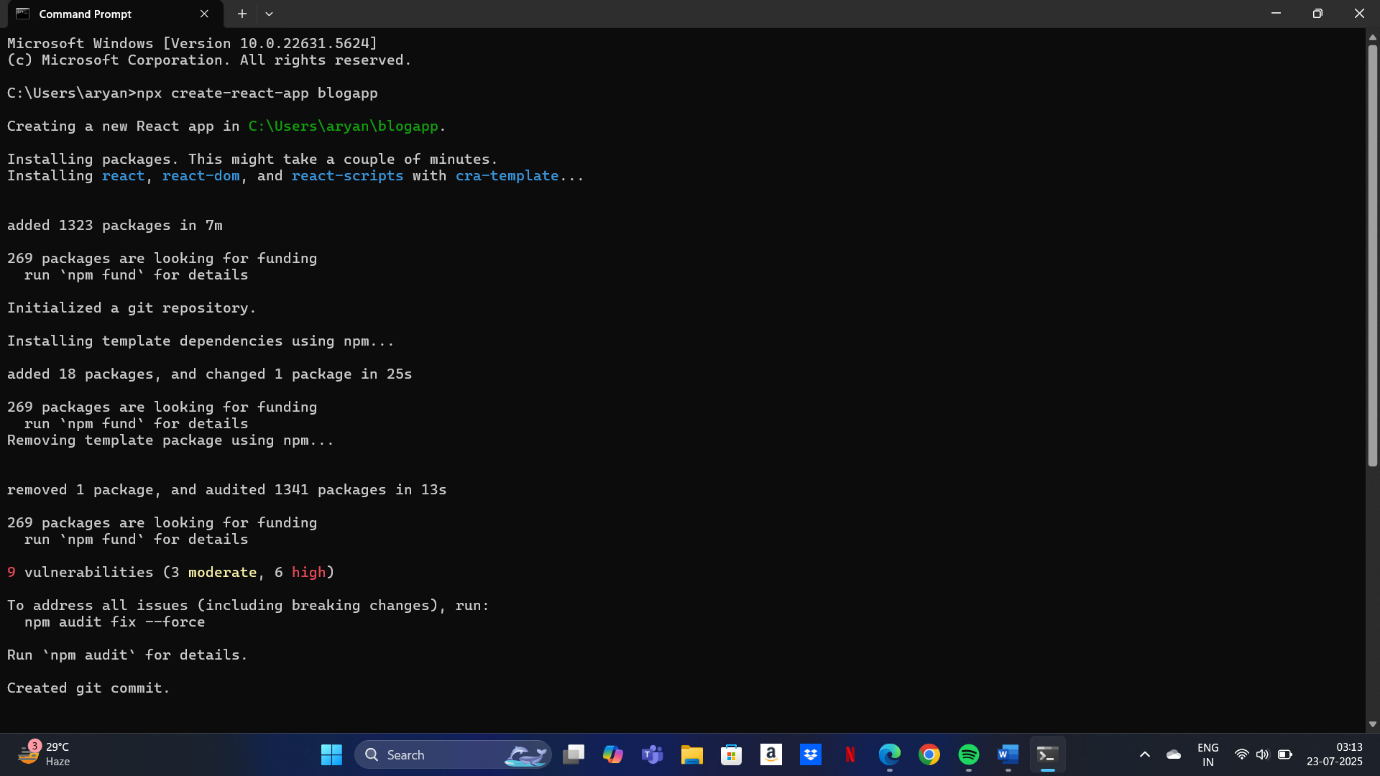 Command Prompt
Microsoft Windows [Version 10.0.22631.5624]
(c) Microsoft Corporation. All rights reserved.
C:\Users\aryan>npx create-react-app blogapp
Creating a new React app in C:\Users\aryan\blogapp.
Installing packages. This might take a couple of minutes.
Installing react, react-dom, and react-scripts with cra-template...
added 1323 packages in 7m
269 packages are looking for funding
  run `npm fund` for details
Initialized a git repository.
Installing template dependencies using npm...
added 18 packages, and changed 1 package in 25s
269 packages are looking for funding
  run `npm fund` for details
Removing template package using npm...
removed 1 package, and audited 1341 packages in 13s
269 packages are looking for funding
  run `npm fund` for details
9 vulnerabilities (3 moderate, 6 high)
To address all issues (including breaking changes), run:
  npm audit fix --force
Run `npm audit` for details.
Created git commit.
3
29°C
Haze
Search
ENG
IN
03:13
23-07-2025